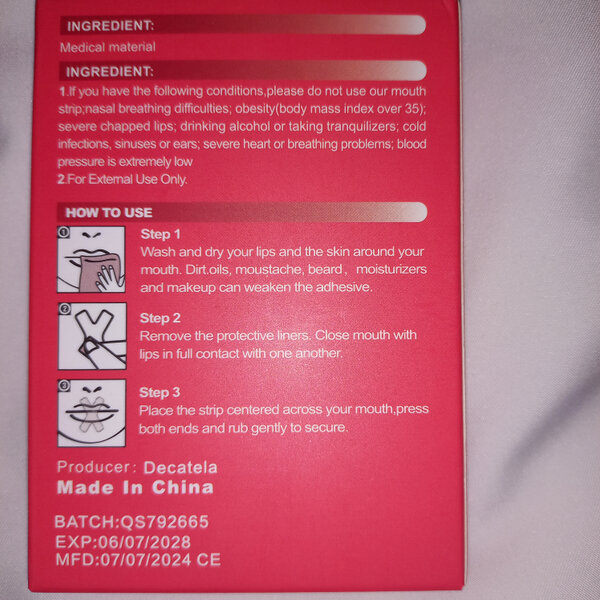 INGREDIENT:
Medical material
INGREDIENT:
1.If you have the following conditions,please do not use our mouth
strip;nasal breathing difficulties; obesity(body mass index over 35);
severe chapped lips; drinking alcohol or taking tranquilizers; cold
infections, sinuses or ears; severe heart or breathing problems; blood
pressure is extremely low
2.For External Use Only.
HOW TO USE
1
Step 1
Wash and dry your lips and the skin around your
mouth. Dirt.oils, moustache, beard， moisturizers
and makeup can weaken the adhesive.
2
Step 2
Remove the protective liners. Close mouth with
lips in full contact with one another.
3
Step 3
Place the strip centered across your mouth,press
both ends and rub gently to secure.
Producer: Decatela
Made In China
BATCH:QS792665
EXP:06/07/2028
MFD:07/07/2024 CE